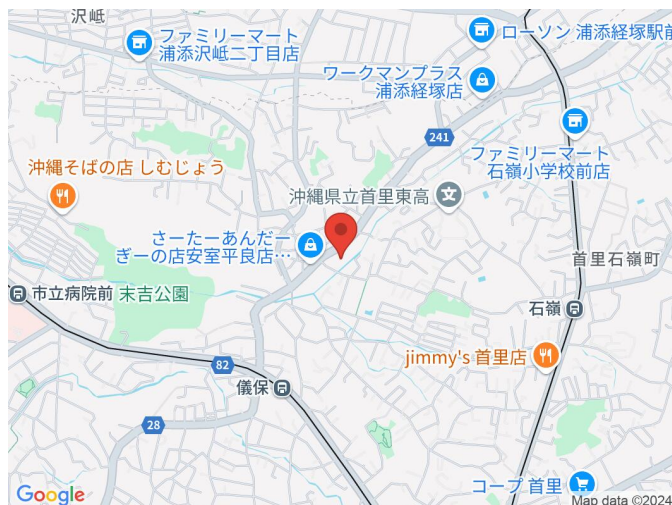 沢岻
ファミリーマート
浦添沢岻二丁目店
ローソン 浦添経塚駅前
ワークマンプラス
浦添経塚店
241
ファミリーマート
石嶺小学校前店
沖縄そばの店 しむじょう
沖縄県立首里東高
文
さーたーあんだー
ぎーの店安室平良店…
首里石嶺町
市立病院前
末吉公園
石嶺
jimmy's 首里店
82
儀保
28
コープ 首里
Google
Map data ©2024